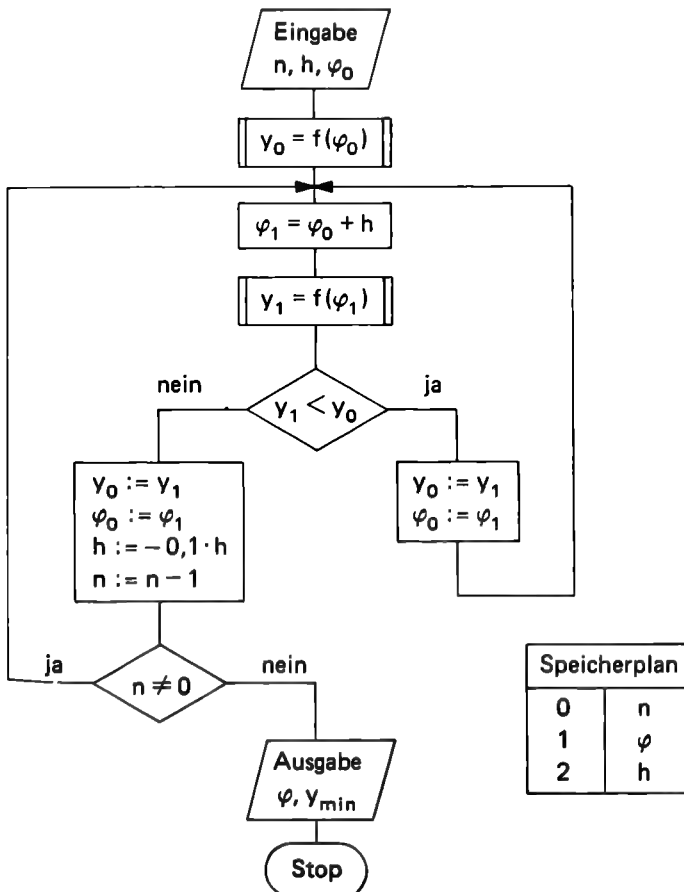 Eingabe
n, h, φ₀
y₀ = f(φ₀)
φ₁ = φ₀ + h
y₁ = f(φ₁)
nein
y₁ < y₀
ja
y₀ := y₁
φ₀ := φ₁
h := − 0,1 · h
n := n − 1
y₀ := y₁
φ₀ := φ₁
ja
n ≠ 0
nein
Ausgabe
φ, yₘᵢₙ
Stop
Speicherplan
0 n
1 φ
2 h